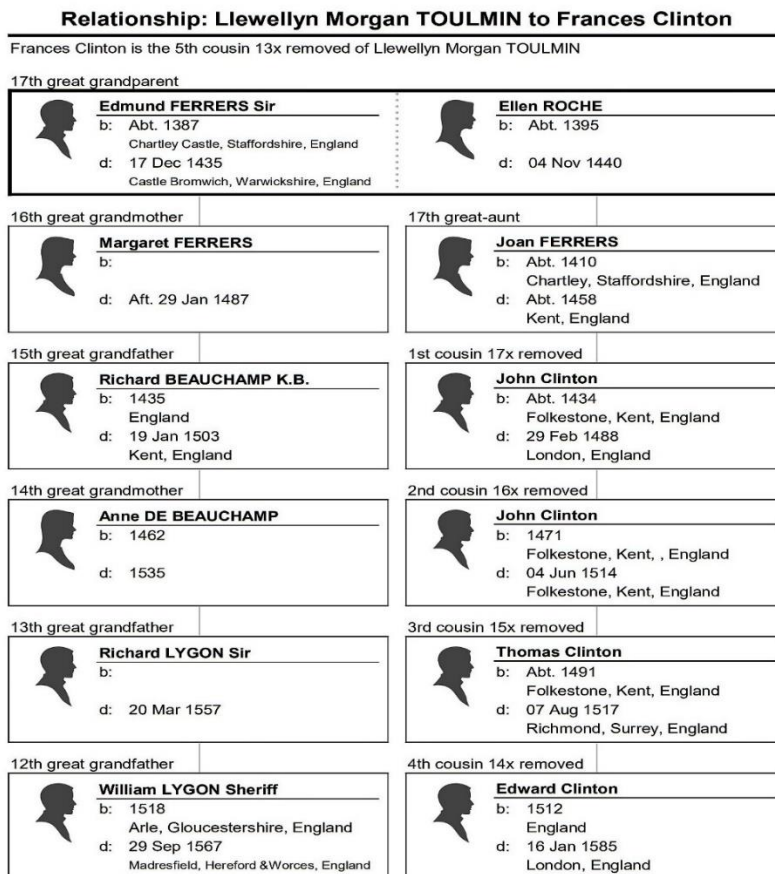 Relationship: Llewellyn Morgan TOULMIN to Frances Clinton
Frances Clinton is the 5th cousin 13x removed of Llewellyn Morgan TOULMIN
17th great grandparent
Edmund FERRERS Sir
b: Abt. 1387
Chartley Castle, Staffordshire, England
d: 17 Dec 1435
Castle Bromwich, Warwickshire, England
Ellen ROCHE
b: Abt. 1395
d: 04 Nov 1440
16th great grandmother
Margaret FERRERS
b:
d: Aft. 29 Jan 1487
17th great-aunt
Joan FERRERS
b: Abt. 1410
Chartley, Staffordshire, England
d: Abt. 1458
Kent, England
15th great grandfather
Richard BEAUCHAMP K.B.
b: 1435
England
d: 19 Jan 1503
Kent, England
1st cousin 17x removed
John Clinton
b: Abt. 1434
Folkestone, Kent, England
d: 29 Feb 1488
London, England
14th great grandmother
Anne DE BEAUCHAMP
b: 1462
d: 1535
2nd cousin 16x removed
John Clinton
b: 1471
Folkestone, Kent, , England
d: 04 Jun 1514
Folkestone, Kent, England
13th great grandfather
Richard LYGON Sir
b:
d: 20 Mar 1557
3rd cousin 15x removed
Thomas Clinton
b: Abt. 1491
Folkestone, Kent, England
d: 07 Aug 1517
Richmond, Surrey, England
12th great grandfather
William LYGON Sheriff
b: 1518
Arle, Gloucestershire, England
d: 29 Sep 1567
Madresfield, Hereford &Worces, England
4th cousin 14x removed
Edward Clinton
b: 1512
England
d: 16 Jan 1585
London, England